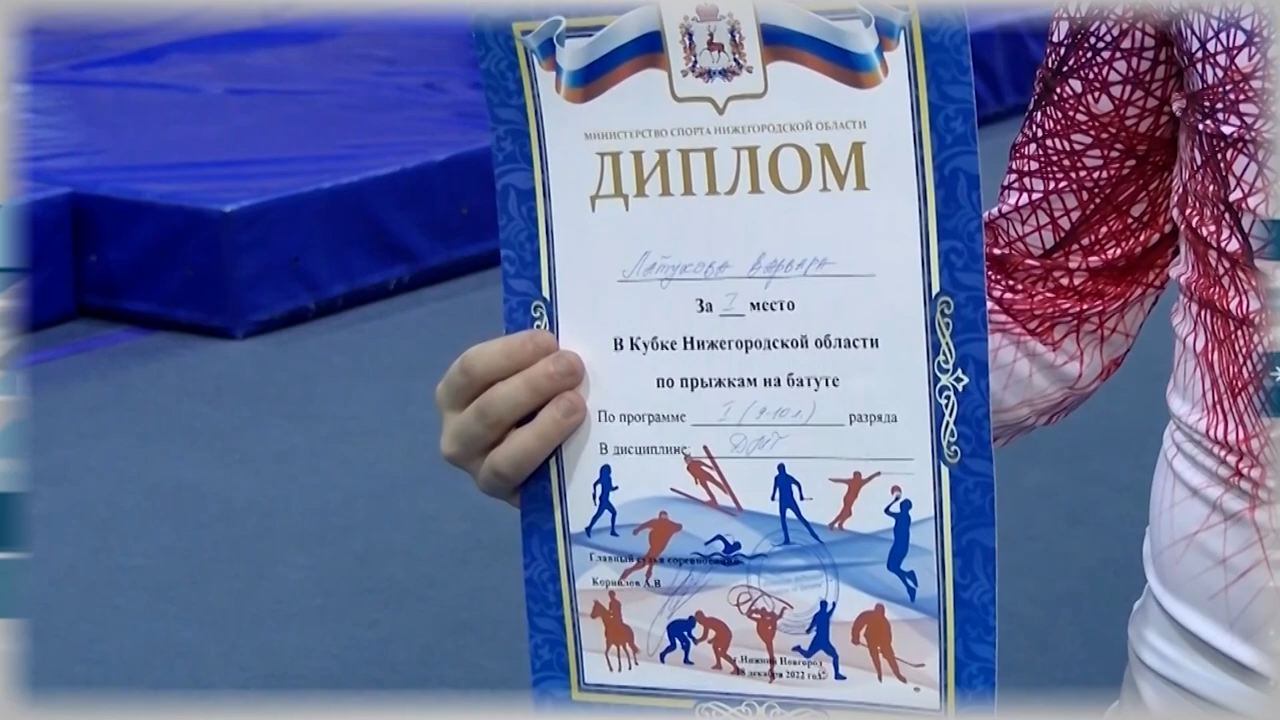 МИНИСТЕРСТВО СПОРТА НИЖЕГОРОДСКОЙ ОБЛАСТИ
ДИПЛОМ
Латухова Варвара
За I место
В Кубке Нижегородской области
по прыжкам на батуте
По программе I (9-10 л.) разряда
В дисциплине: ДМТ
Главный судья соревнований
Корнилов А.В
г.Нижний Новгород
декабря 2022 год